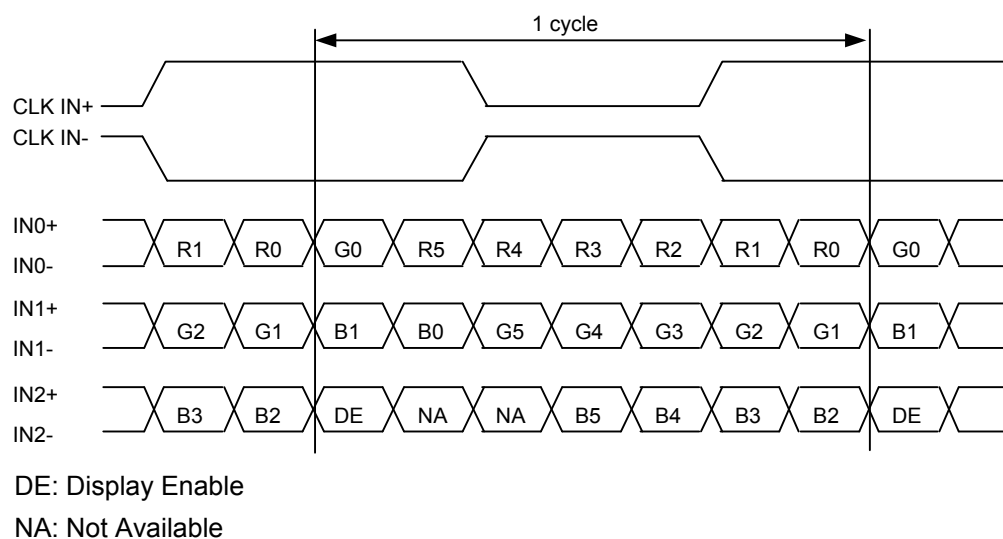 1 cycle
CLK IN+
CLK IN-
IN0+
R1 R0 G0 R5 R4 R3 R2 R1 R0 G0
IN0-
IN1+
G2 G1 B1 B0 G5 G4 G3 G2 G1 B1
IN1-
IN2+
B3 B2 DE NA NA B5 B4 B3 B2 DE
IN2-
DE: Display Enable
NA: Not Available